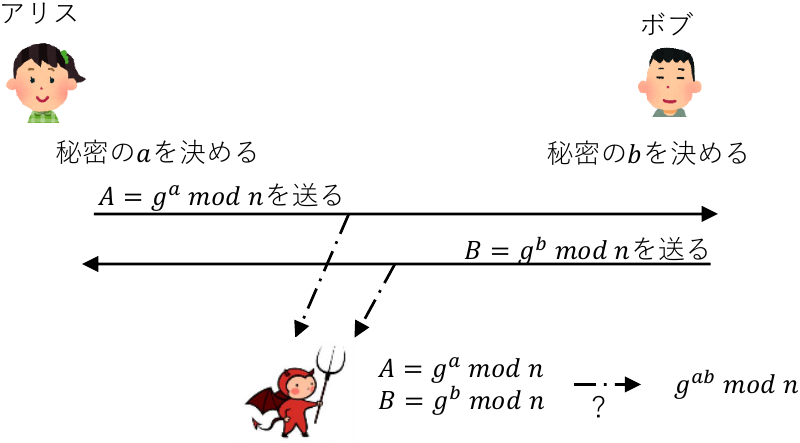 アリス
ボブ
秘密のaを決める
秘密のbを決める
A = g^a mod nを送る
B = g^b mod nを送る
A = g^a mod n
B = g^b mod n
?
g^{ab} mod n